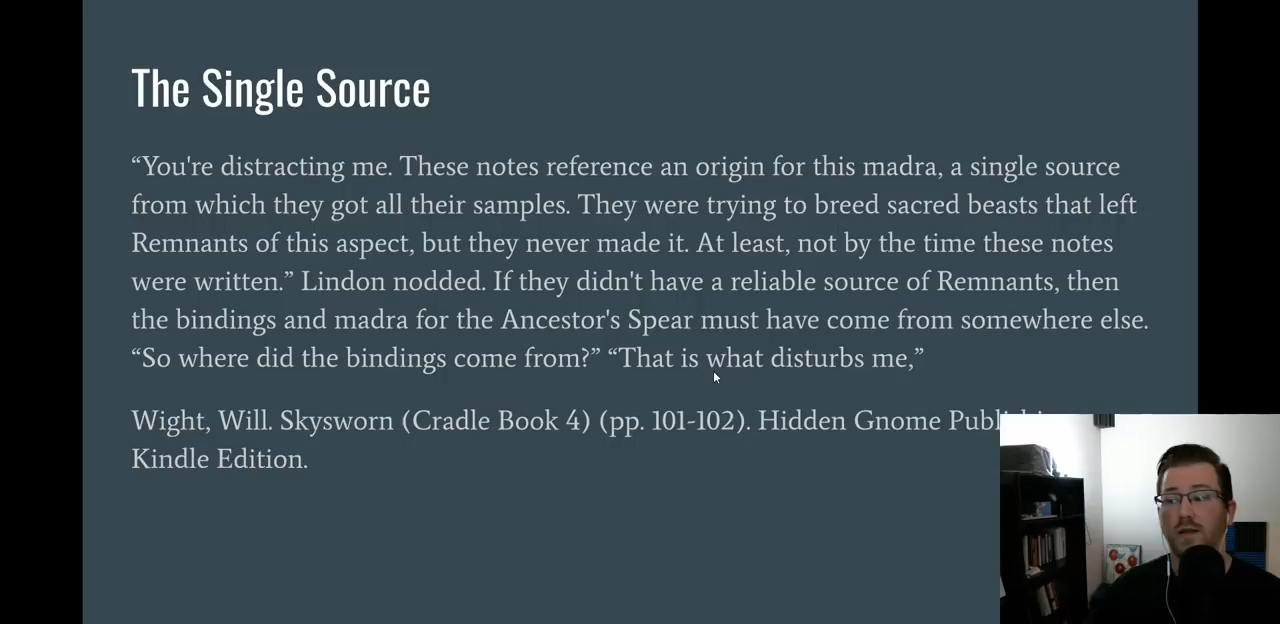 The Single Source
“You're distracting me. These notes reference an origin for this madra, a single source
from which they got all their samples. They were trying to breed sacred beasts that left
Remnants of this aspect, but they never made it. At least, not by the time these notes
were written.” Lindon nodded. If they didn't have a reliable source of Remnants, then
the bindings and madra for the Ancestor's Spear must have come from somewhere else.
“So where did the bindings come from?” “That is what disturbs me,”
Wight, Will. Skysworn (Cradle Book 4) (pp. 101-102). Hidden Gnome
Kindle Edition.